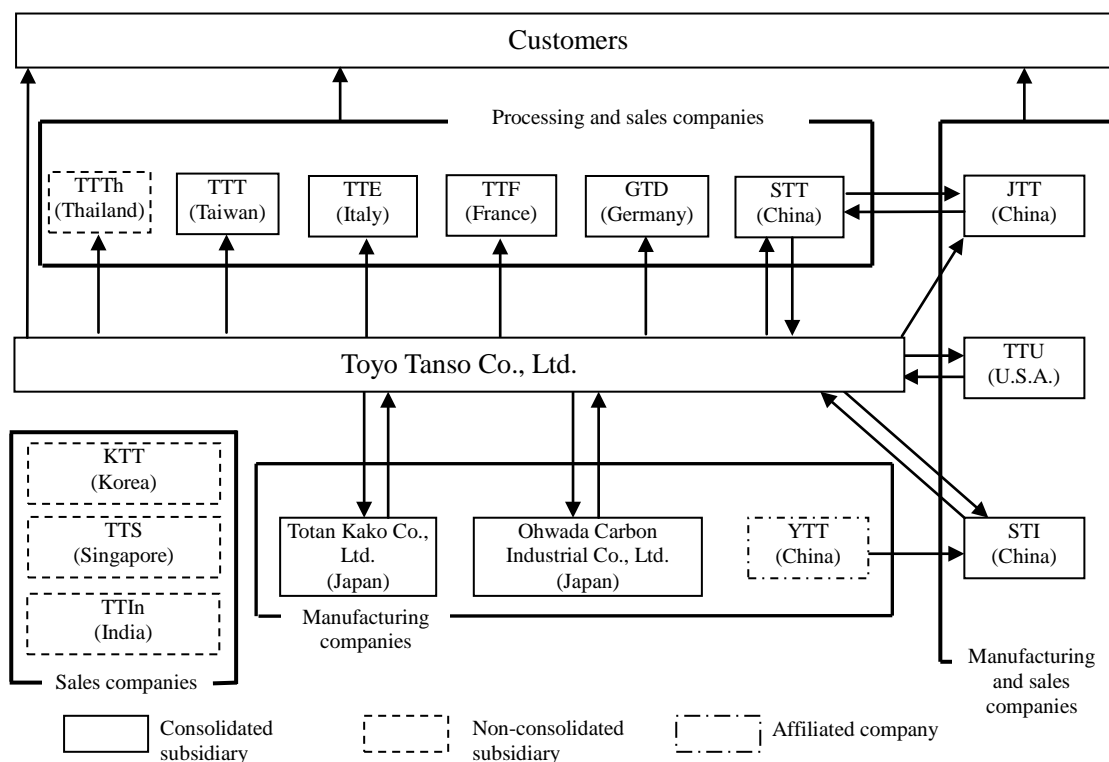 Customers
Processing and sales companies
TTTh
(Thailand)
TTT
(Taiwan)
TTE
(Italy)
TTF
(France)
GTD
(Germany)
STT
(China)
JTT
(China)
Toyo Tanso Co., Ltd.
TTU
(U.S.A.)
KTT
(Korea)
TTS
(Singapore)
TTIn
(India)
Sales companies
Totan Kako Co.,
Ltd.
(Japan)
Ohwada Carbon
Industrial Co., Ltd.
(Japan)
YTT
(China)
STI
(China)
Manufacturing
companies
Manufacturing
and sales
companies
Consolidated
subsidiary
Non-consolidated
subsidiary
Affiliated company